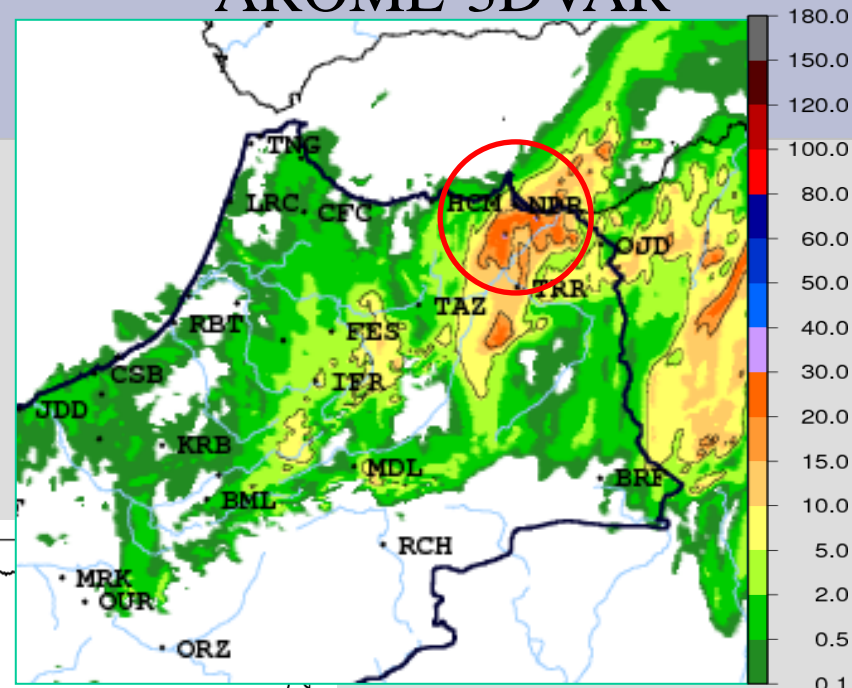 AROME 3DVAR
180.0
150.0
120.0
100.0
80.0
60.0
50.0
40.0
30.0
20.0
15.0
10.0
5.0
2.0
0.5
0.1
TNG
LRC
CFC
HCM
NDR
OJD
TRR
TAZ
RBT
FES
CSB
IFR
JDD
KRB
MDL
BRF
BML
RCH
MRK
OUR
ORZ